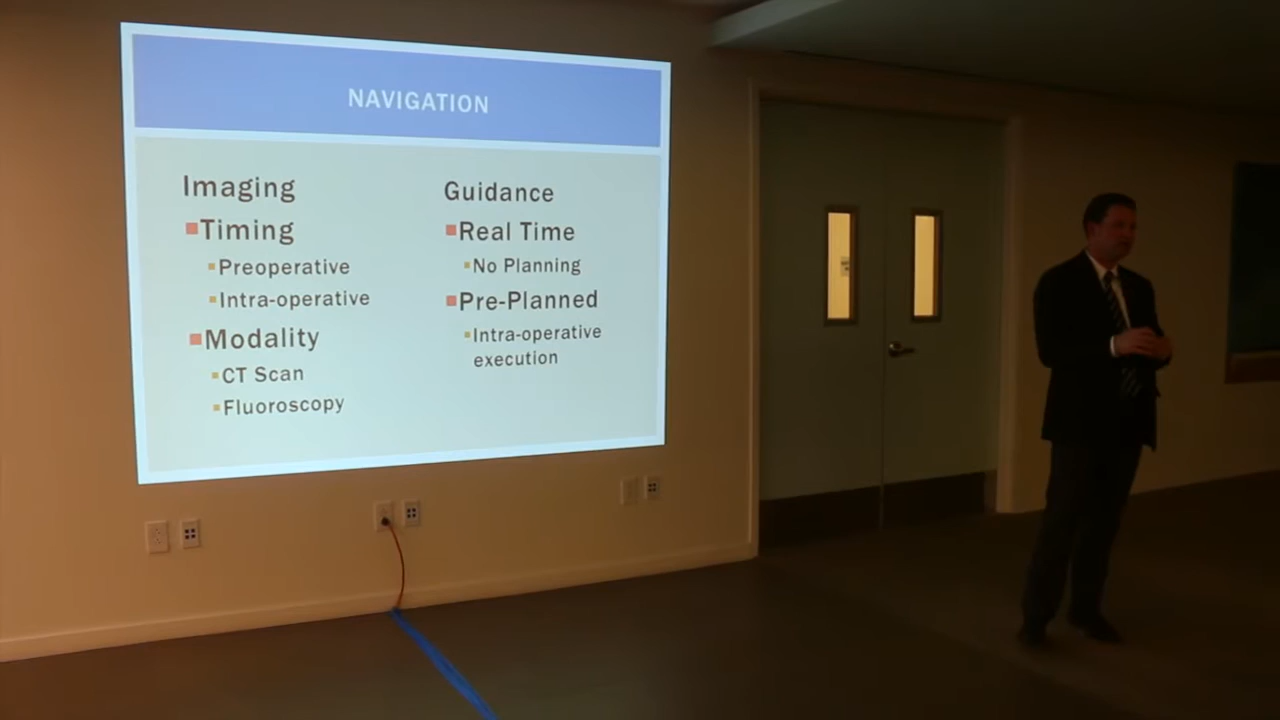 NAVIGATION
Imaging
Timing
Preoperative
Intra-operative
Modality
CT Scan
Fluoroscopy
Guidance
Real Time
No Planning
Pre-Planned
Intra-operative
execution